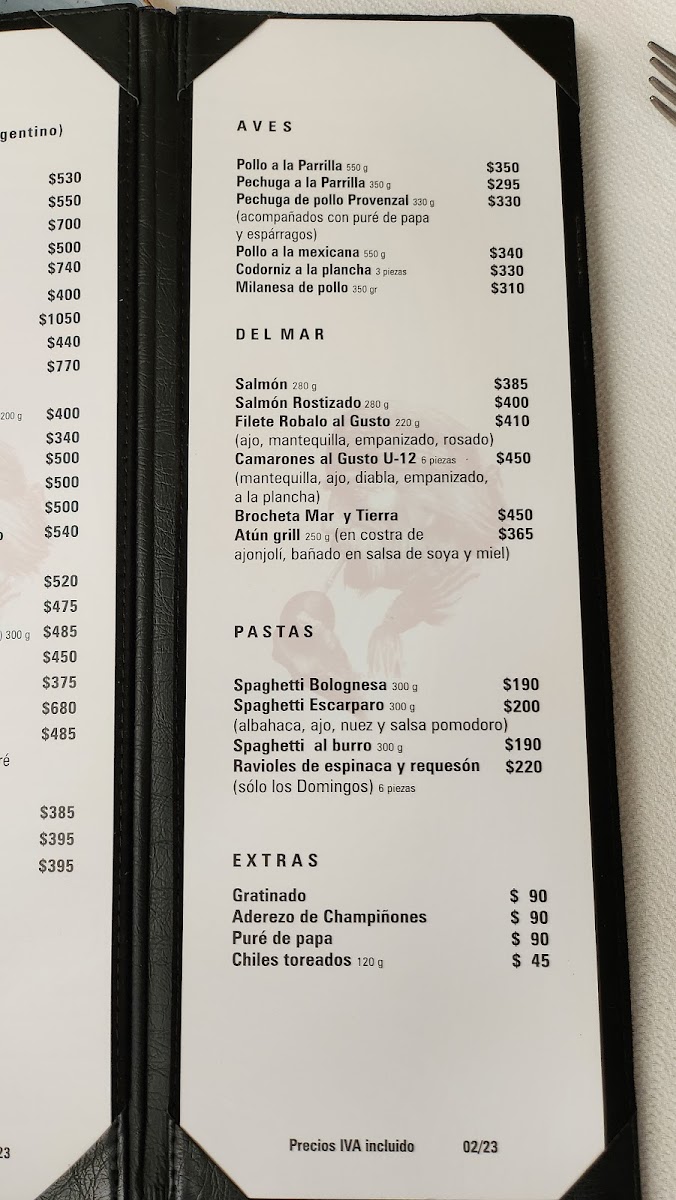 gentino)
$530
$550
$700
$500
$740
$400
$1050
$440
$770
200 g $400
$340
$500
$500
$500
$540
$520
$475
) 300 g $485
$450
$375
$680
$485
ré
$385
$395
$395
23
AVES
Pollo a la Parrilla 550 g $350
Pechuga a la Parrilla 350 g $295
Pechuga de pollo Provenzal 330 g $330
(acompañados con puré de papa
y espárragos)
Pollo a la mexicana 550 g $340
Codorniz a la plancha 3 piezas $330
Milanesa de pollo 350 gr $310
DEL MAR
Salmón 280 g $385
Salmón Rostizado 280 g $400
Filete Robalo al Gusto 220 g $410
(ajo, mantequilla, empanizado, rosado)
Camarones al Gusto U-12 6 piezas $450
(mantequilla, ajo, diabla, empanizado,
a la plancha)
Brocheta Mar y Tierra $450
Atún grill 250 g (en costra de $365
ajonjolí, bañado en salsa de soya y miel)
PASTAS
Spaghetti Bolognesa 300 g $190
Spaghetti Escarparo 300 g $200
(albahaca, ajo, nuez y salsa pomodoro)
Spaghetti al burro 300 g $190
Ravioles de espinaca y requesón $220
(sólo los Domingos) 6 piezas
EXTRAS
Gratinado $ 90
Aderezo de Champiñones $ 90
Puré de papa $ 90
Chiles toreados 120 g $ 45
Precios IVA incluido 02/23